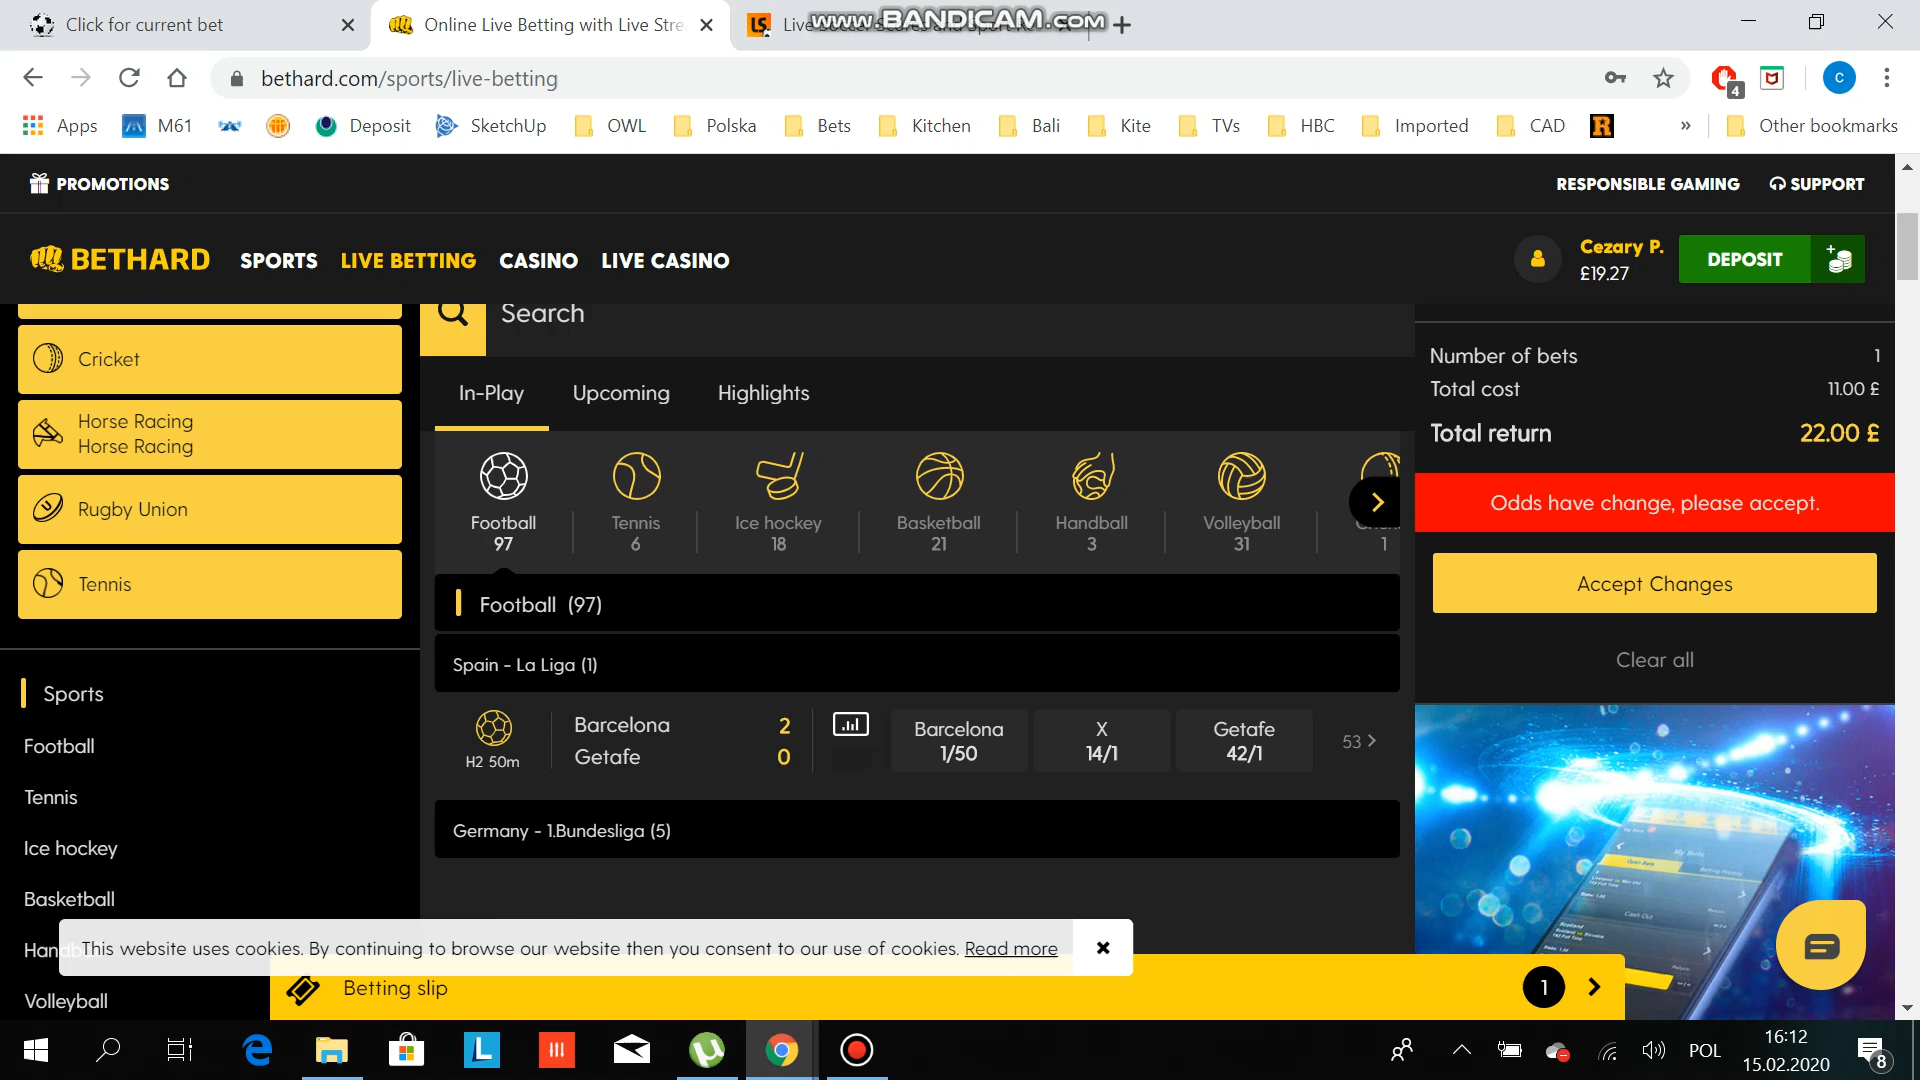 Click for current bet
Online Live Betting with Live Stre
www.BANDICAM.com
bethard.com/sports/live-betting
4
C
Apps
M61
Deposit
SketchUp
OWL
Polska
Bets
Kitchen
Bali
Kite
TVs
HBC
Imported
CAD
R
»
Other bookmarks
PROMOTIONS
RESPONSIBLE GAMING
SUPPORT
BETHARD
SPORTS
LIVE BETTING
CASINO
LIVE CASINO
Cezary P.
£19.27
DEPOSIT
Search
Cricket
Horse Racing
Horse Racing
Rugby Union
Tennis
Sports
Football
Tennis
Ice hockey
Basketball
Volleyball
In-Play
Upcoming
Highlights
Football
97
Tennis
6
Ice hockey
18
Basketball
21
Handball
3
Volleyball
31
1
Football (97)
Spain - La Liga (1)
H2 50m
Barcelona 2
Getafe 0
Barcelona
1/50
X
14/1
Getafe
42/1
53
Germany - 1.Bundesliga (5)
Number of bets 1
Total cost 11.00 £
Total return 22.00 £
Odds have change, please accept.
Accept Changes
Clear all
My Bets
This website uses cookies. By continuing to browse our website then you consent to our use of cookies. Read more
Betting slip
1
POL
16:12
15.02.2020
8